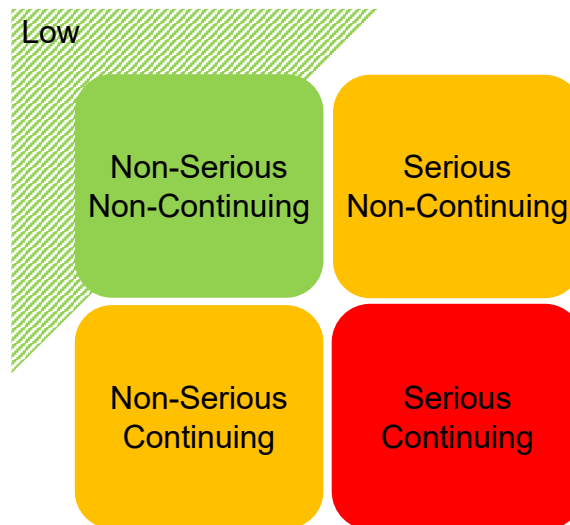 Low
Non-Serious
Non-Continuing
Serious
Non-Continuing
Non-Serious
Continuing
Serious
Continuing